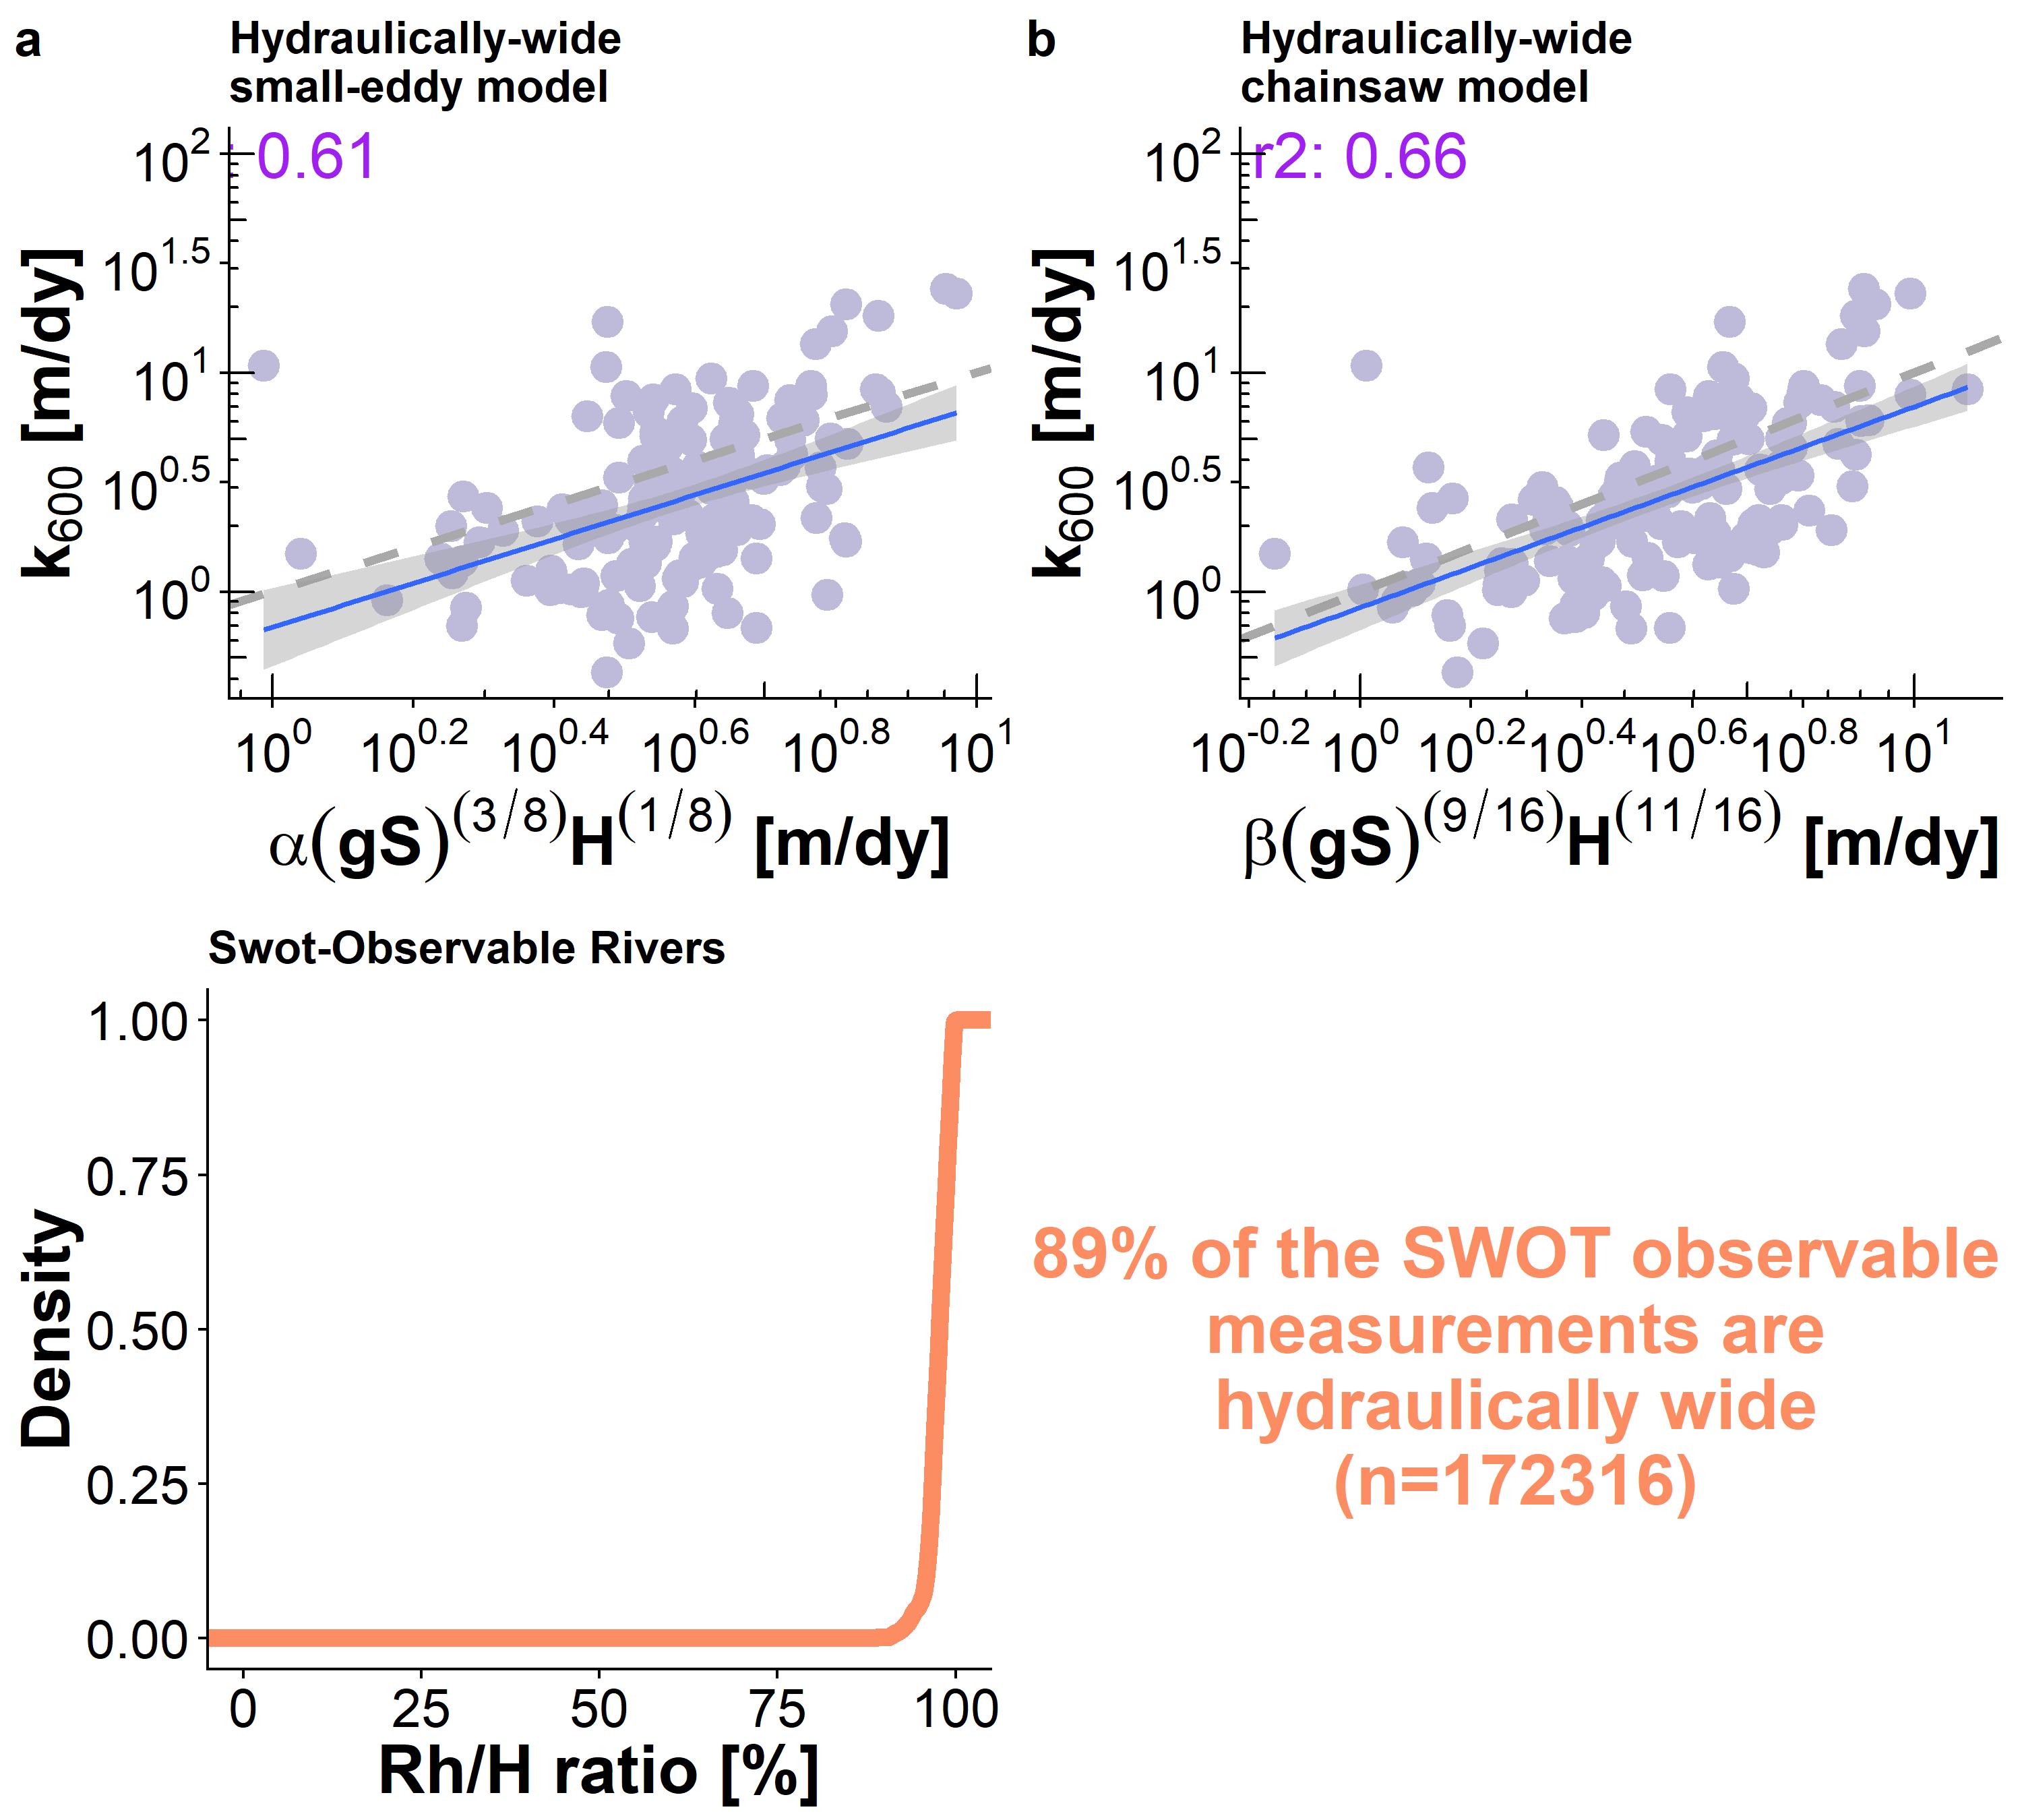 a
Hydraulically-wide
small-eddy model
: 0.61
10^2
10^1.5
10^1
10^0.5
10^0
k600 [m/dy]
10^0 10^0.2 10^0.4 10^0.6 10^0.8 10^1
α(gS)^(3/8)H^(1/8) [m/dy]
b
Hydraulically-wide
chainsaw model
r2: 0.66
10^2
10^1.5
10^1
10^0.5
10^0
k600 [m/dy]
10^-0.2 10^0 10^0.2 10^0.4 10^0.6 10^0.8 10^1
β(gS)^(9/16)H^(11/16) [m/dy]
Swot-Observable Rivers
1.00
0.75
0.50
0.25
0.00
Density
0 25 50 75 100
Rh/H ratio [%]
89% of the SWOT observable
measurements are
hydraulically wide
(n=172316)